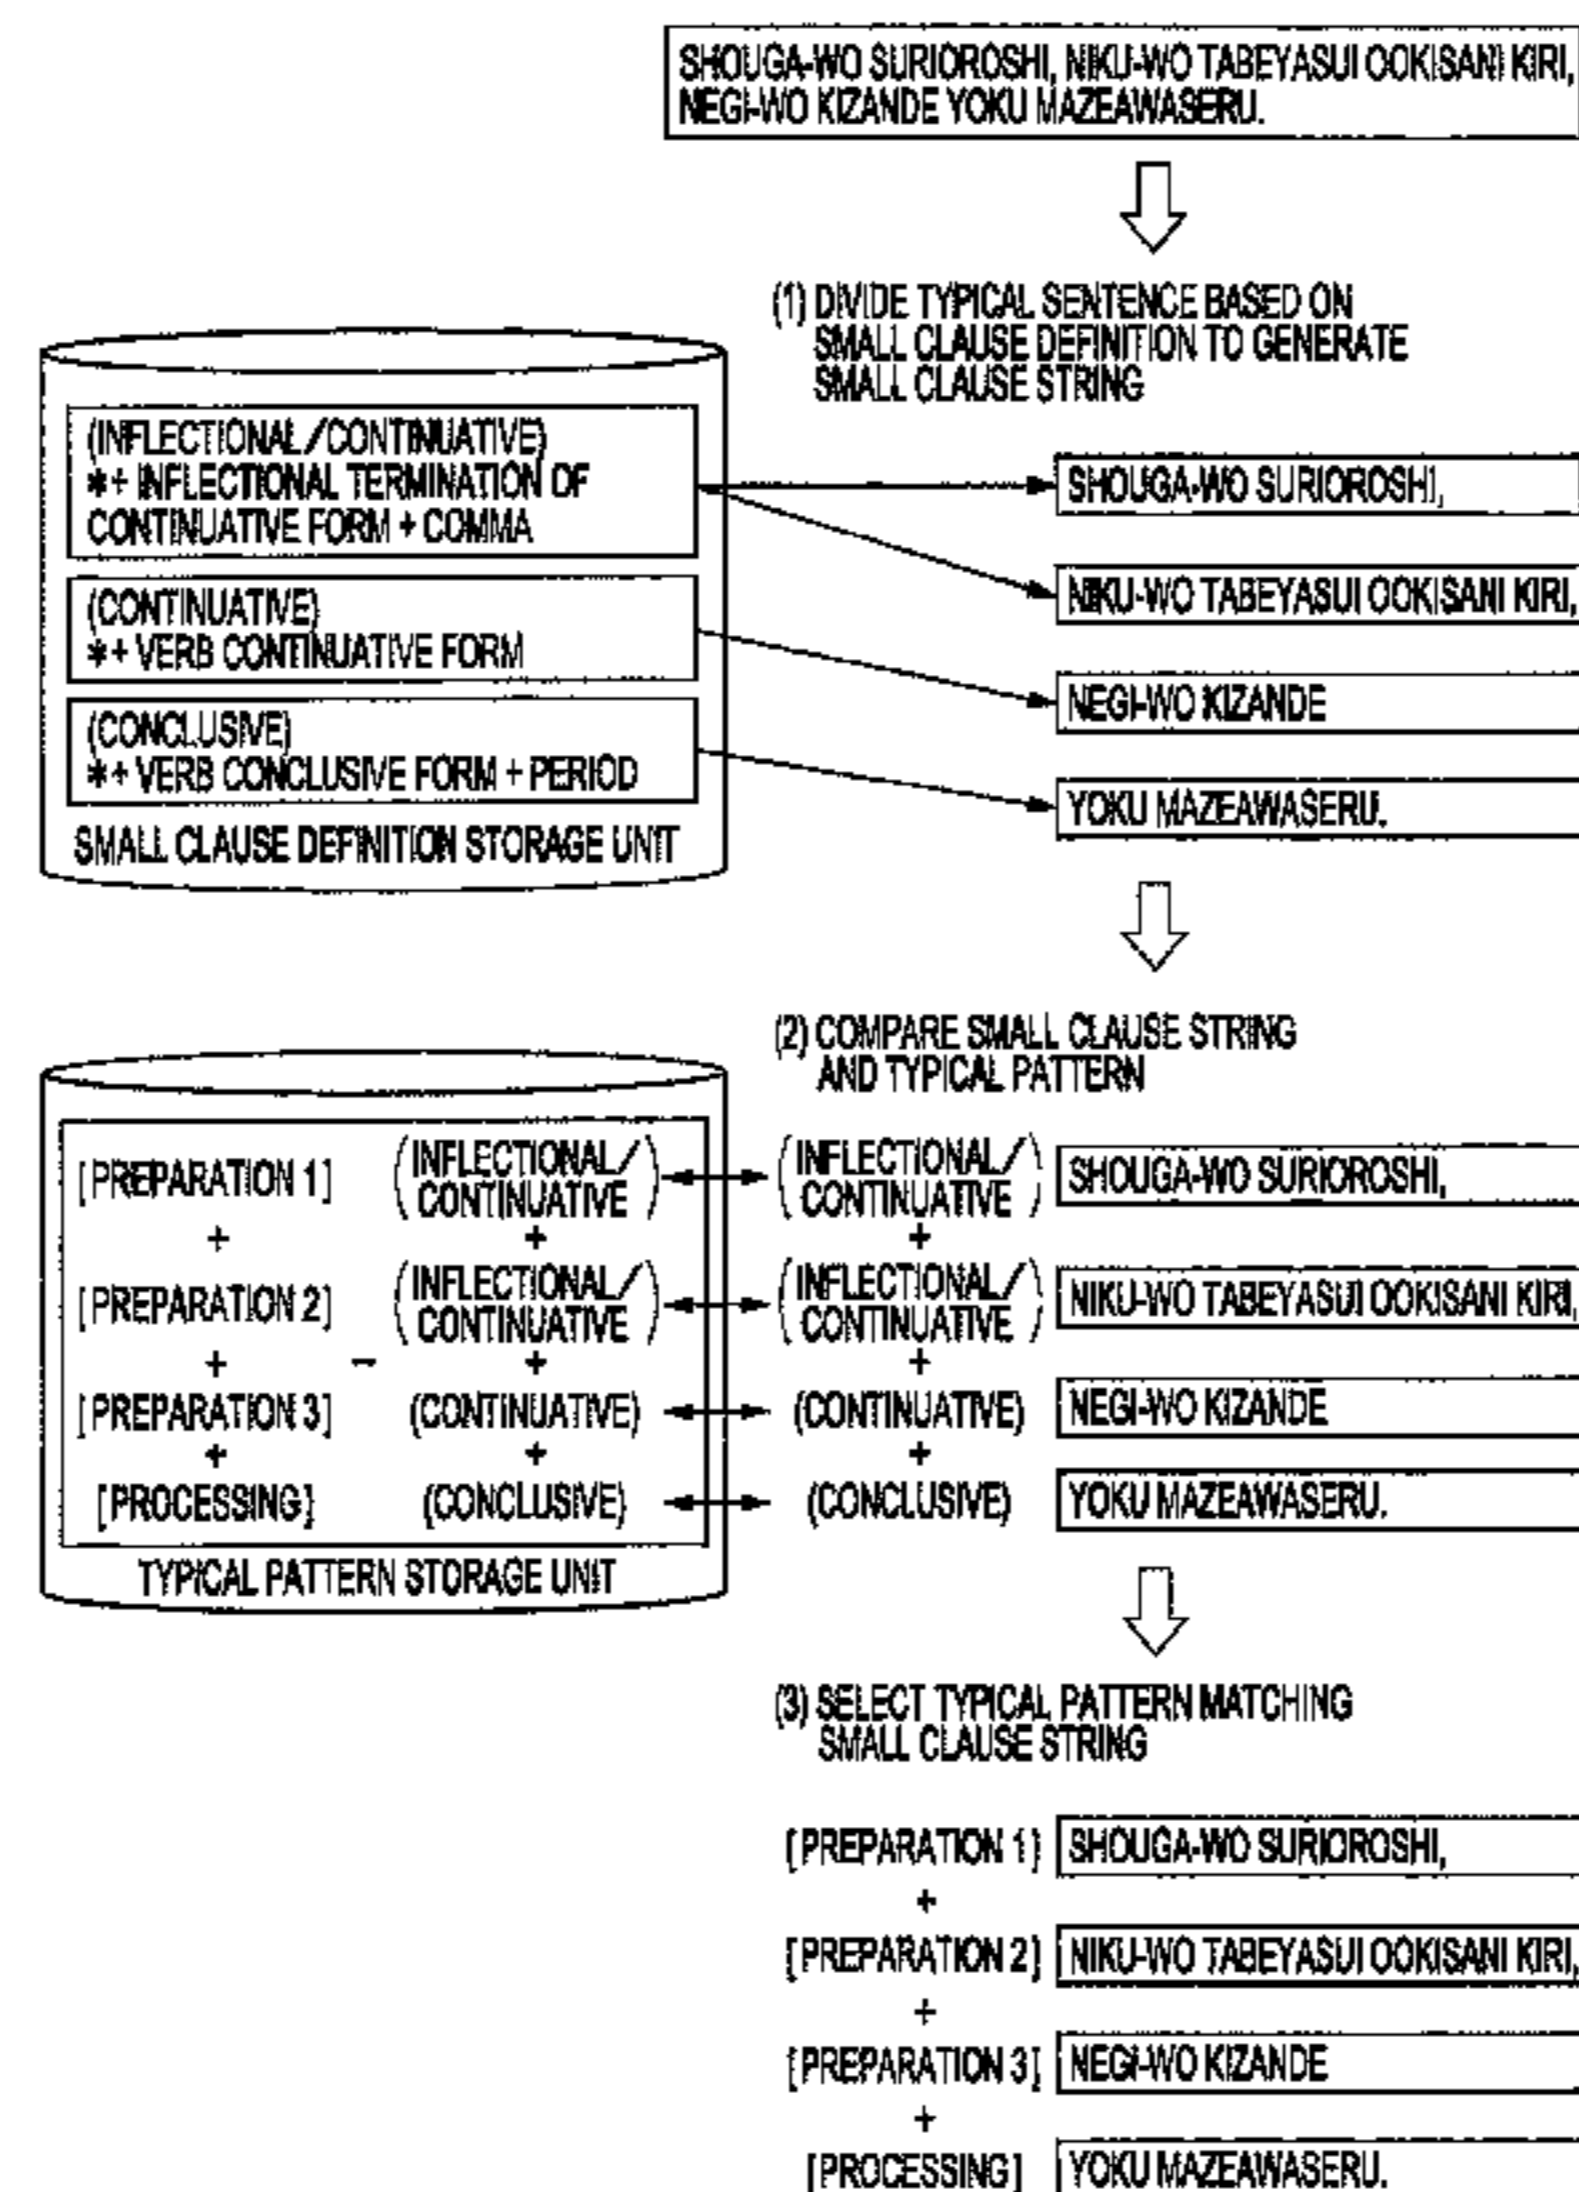 SHOUGA-WO SURIOROSHI, NIKU-WO TABEYASUI OOKISANI KIRI,
NEGI-WO KIZANDE YOKU MAZEAWASERU.
(1) DIVIDE TYPICAL SENTENCE BASED ON
SMALL CLAUSE DEFINITION TO GENERATE
SMALL CLAUSE STRING
(INFLECTIONAL/CONTINUATIVE)
*+ INFLECTIONAL TERMINATION OF
CONTINUATIVE FORM + COMMA
(CONTINUATIVE)
*+ VERB CONTINUATIVE FORM
(CONCLUSIVE)
*+ VERB CONCLUSIVE FORM + PERIOD
SMALL CLAUSE DEFINITION STORAGE UNIT
SHOUGA-WO SURIOROSHI,
NIKU-WO TABEYASUI OOKISANI KIRI,
NEGI-WO KIZANDE
YOKU MAZEAWASERU.
(2) COMPARE SMALL CLAUSE STRING
AND TYPICAL PATTERN
[PREPARATION 1] (INFLECTIONAL/
CONTINUATIVE) (INFLECTIONAL/
CONTINUATIVE) SHOUGA-WO SURIOROSHI,
+ + +
[PREPARATION 2] (INFLECTIONAL/
CONTINUATIVE) (INFLECTIONAL/
CONTINUATIVE) NIKU-WO TABEYASUI OOKISANI KIRI,
+ - + +
[PREPARATION 3] (CONTINUATIVE) (CONTINUATIVE) NEGI-WO KIZANDE
+ + +
[PROCESSING] (CONCLUSIVE) (CONCLUSIVE) YOKU MAZEAWASERU.
TYPICAL PATTERN STORAGE UNIT
(3) SELECT TYPICAL PATTERN MATCHING
SMALL CLAUSE STRING
[PREPARATION 1] SHOUGA-WO SURIOROSHI,
+
[PREPARATION 2] NIKU-WO TABEYASUI OOKISANI KIRI,
+
[PREPARATION 3] NEGI-WO KIZANDE
+
[PROCESSING] YOKU MAZEAWASERU.